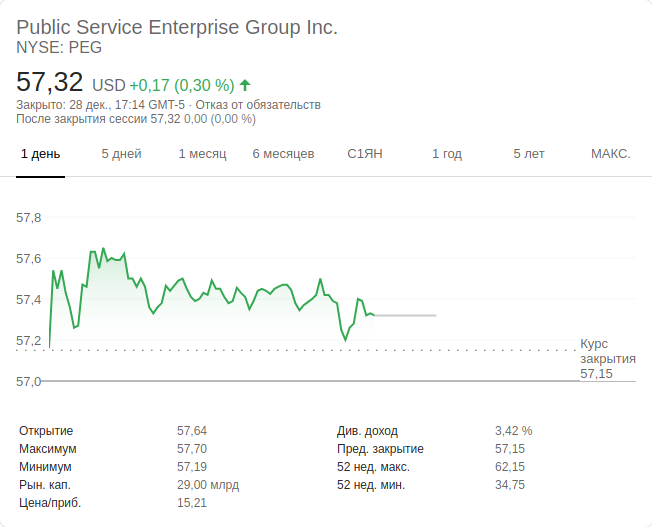 Public Service Enterprise Group Inc.
NYSE: PEG
57,32 USD +0,17 (0,30 %)
Закрыто: 28 дек., 17:14 GMT-5 · Отказ от обязательств
После закрытия сессии 57,32 0,00 (0,00 %)
1 день 5 дней 1 месяц 6 месяцев С1ЯН 1 год 5 лет МАКС.
57,8
57,6
57,4
57,2
57,0
Курс
закрытия
57,15
Открытие 57,64 Див. доход 3,42 %
Максимум 57,70 Пред. закрытие 57,15
Минимум 57,19 52 нед. макс. 62,15
Рын. кап. 29,00 млрд 52 нед. мин. 34,75
Цена/приб. 15,21